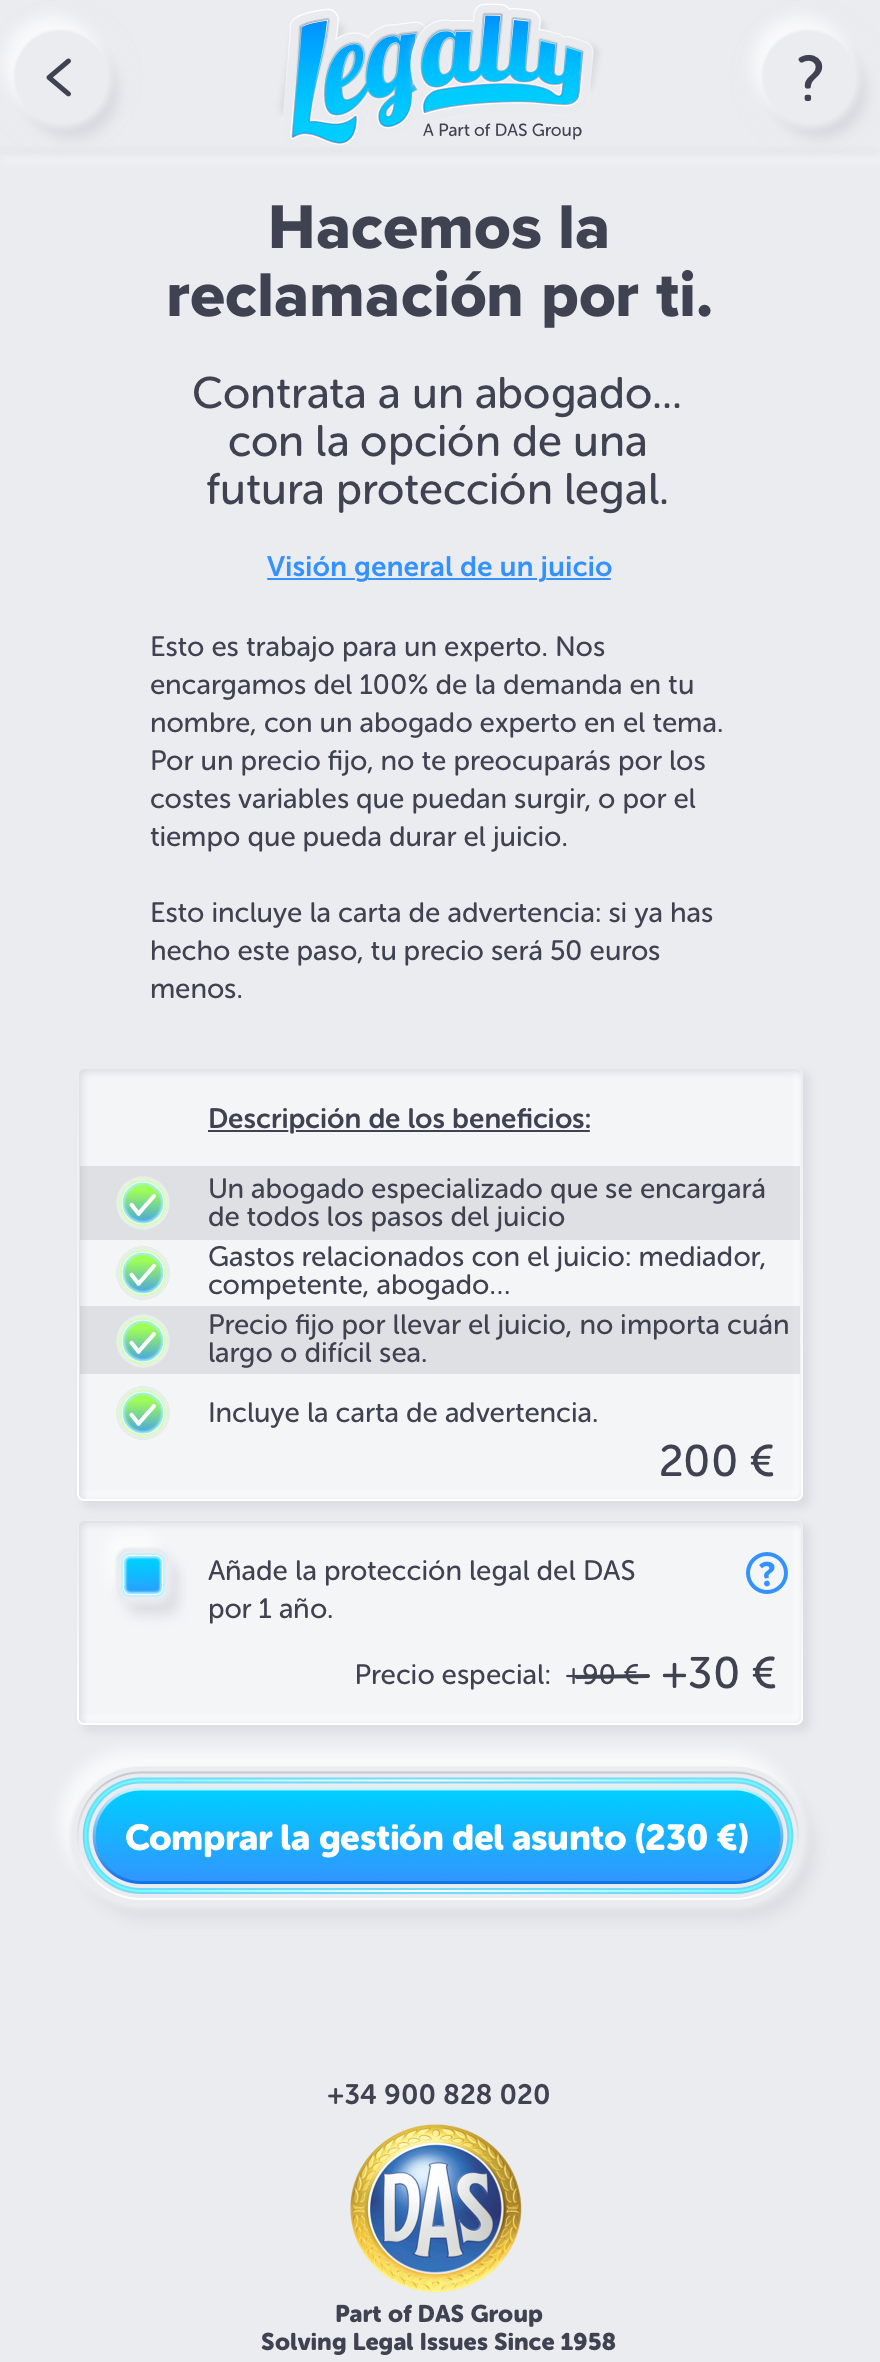 Legally
A Part of DAS Group
?
Hacemos la
reclamación por ti.
Contrata a un abogado...
con la opción de una
futura protección legal.
Visión general de un juicio
Esto es trabajo para un experto. Nos
encargamos del 100% de la demanda en tu
nombre, con un abogado experto en el tema.
Por un precio fijo, no te preocuparás por los
costes variables que puedan surgir, o por el
tiempo que pueda durar el juicio.
Esto incluye la carta de advertencia: si ya has
hecho este paso, tu precio será 50 euros
menos.
Descripción de los beneficios:
Un abogado especializado que se encargará
de todos los pasos del juicio
Gastos relacionados con el juicio: mediador,
competente, abogado...
Precio fijo por llevar el juicio, no importa cuán
largo o difícil sea.
Incluye la carta de advertencia.
200 €
Añade la protección legal del DAS
por 1 año.
?
Precio especial: +90 € +30 €
Comprar la gestión del asunto (230 €)
+34 900 828 020
DAS
Part of DAS Group
Solving Legal Issues Since 1958